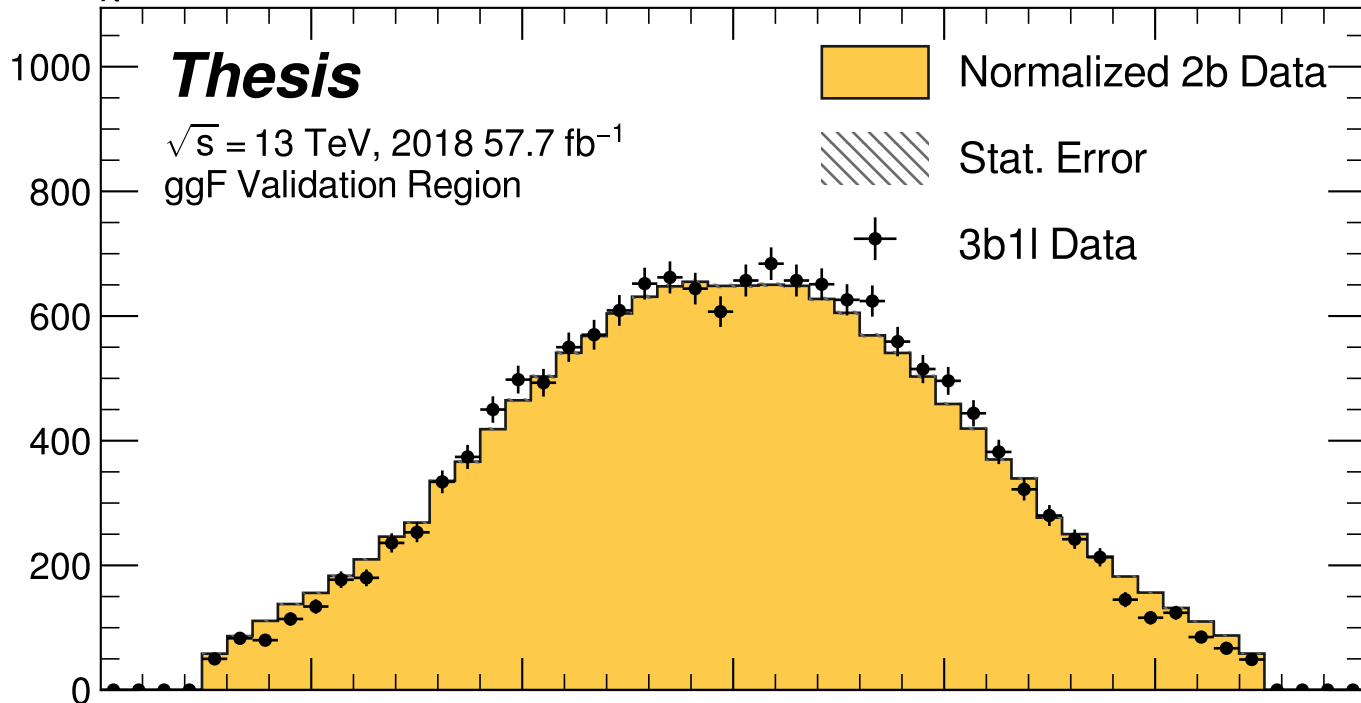 1000
800
600
400
200
0
Thesis
√s = 13 TeV, 2018 57.7 fb⁻¹
ggF Validation Region
Normalized 2b Data
Stat. Error
3b1l Data